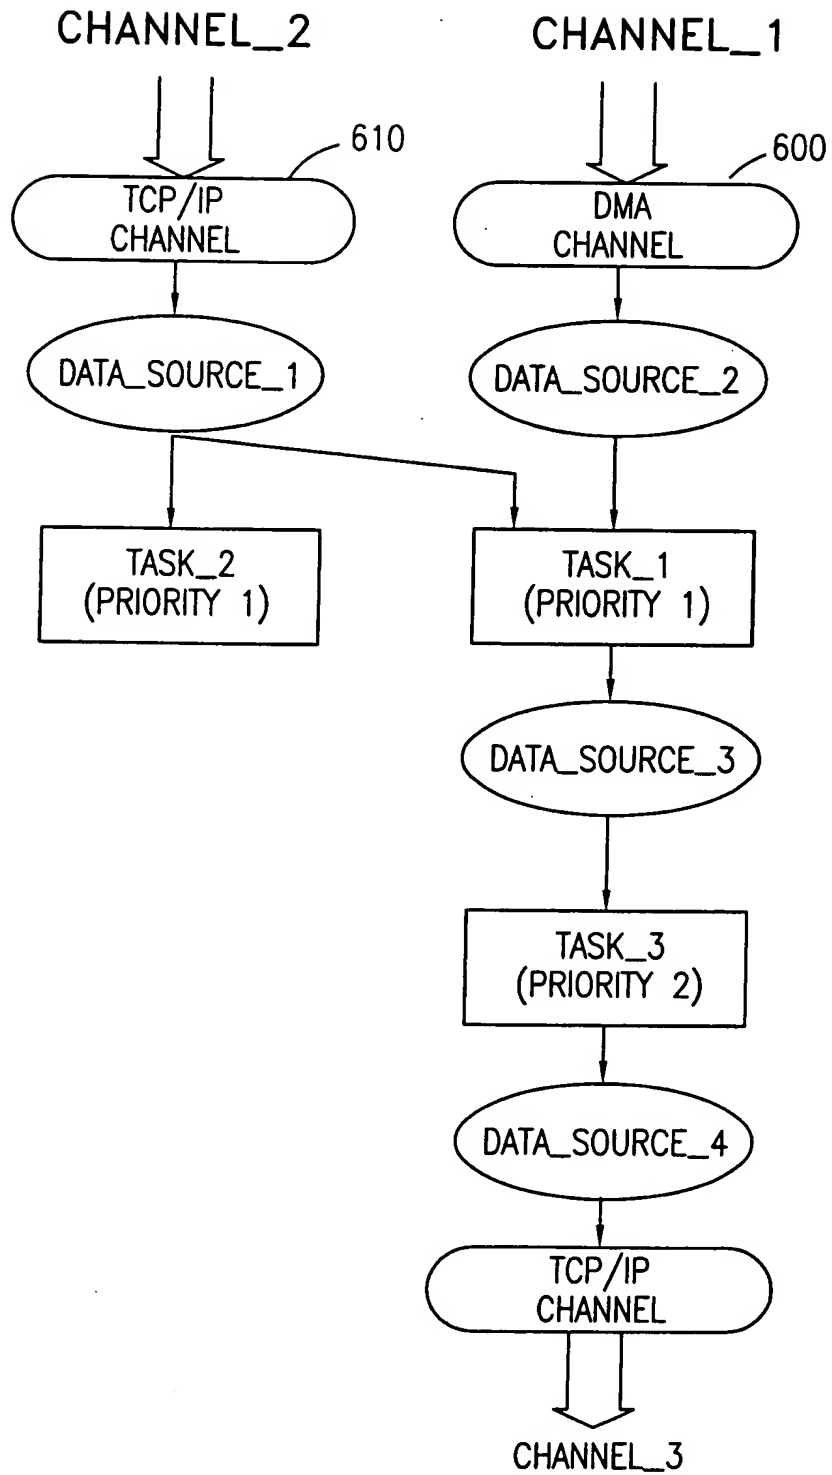 CHANNEL_2
CHANNEL_1
610
600
TCP/IP
CHANNEL
DMA
CHANNEL
DATA_SOURCE_1
DATA_SOURCE_2
TASK_2
(PRIORITY 1)
TASK_1
(PRIORITY 1)
DATA_SOURCE_3
TASK_3
(PRIORITY 2)
DATA_SOURCE_4
TCP/IP
CHANNEL
CHANNEL_3